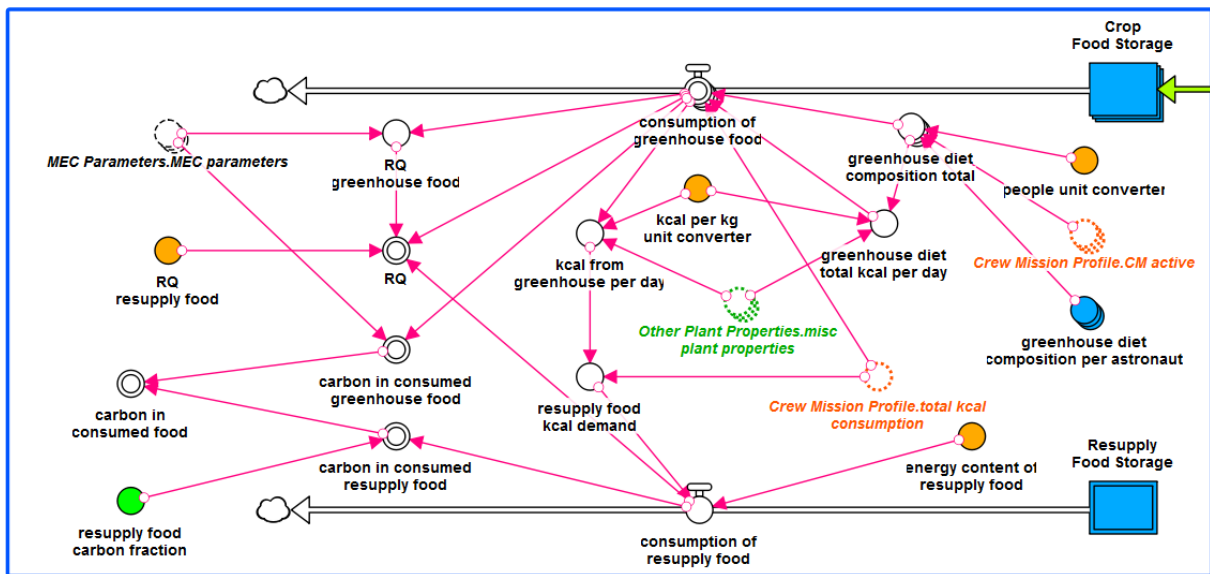 Crop
Food Storage
consumption of
greenhouse food
MEC Parameters.MEC parameters
RQ
greenhouse food
greenhouse diet
composition total
people unit converter
kcal per kg
unit converter
RQ
resupply food
RQ
kcal from
greenhouse per day
greenhouse diet
total kcal per day
Crew Mission Profile.CM active
Other Plant Properties.misc
plant properties
greenhouse diet
composition per astronaut
carbon in consumed
greenhouse food
carbon in
consumed food
resupply food
kcal demand
Crew Mission Profile.total kcal
consumption
carbon in consumed
resupply food
energy content of
resupply food
Resupply
Food Storage
resupply food
carbon fraction
consumption of
resupply food